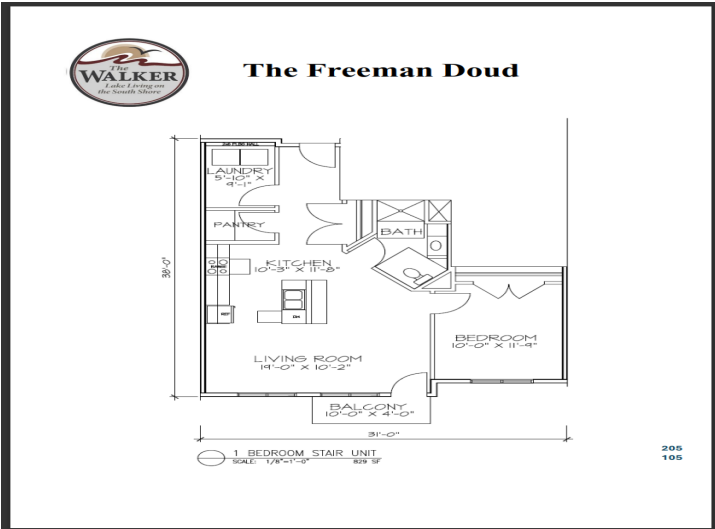 The
WALKER
Lake Living on
the South Shore
The Freeman Doud
LAUNDRY
5'-10" X
9'-1"
PANTRY
BATH
KITCHEN
10'-3" X 11'-8"
38'-0"
REF
DW
BEDROOM
10'-0" X 11'-9"
LIVING ROOM
19'-0" X 10'-2"
BALCONY
10'-0" X 4'-0"
31'-0"
1 BEDROOM STAIR UNIT
SCALE: 1/8"=1'-0" 829 SF
205
105